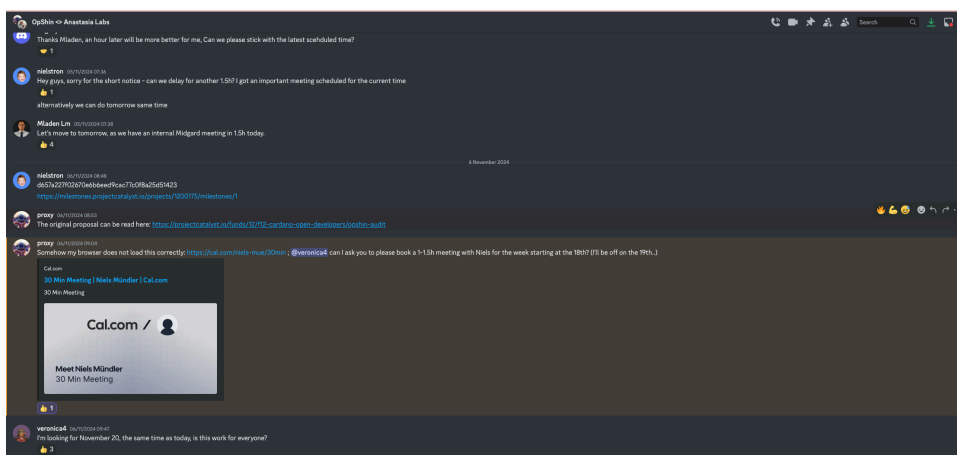 OpShin <> Anastasia Labs
Search
Thanks Mladen, an hour later will be more better for me, Can we please stick with the latest scehduled time?
1
nielstron 05/11/2024 07:36
Hey guys, sorry for the short notice - can we delay for another 1.5h? I got an important meeting scheduled for the current time
1
alternatively we can do tomorrow same time
Mladen Lm 05/11/2024 07:38
Let's move to tomorrow, as we have an internal Midgard meeting in 1.5h today.
4
6 November 2024
nielstron 06/11/2024 08:48
d657a227f02670e6b6eed9cac77c0f8a25d51423
https://milestones.projectcatalyst.io/projects/1200175/milestones/1
proxy 06/11/2024 08:53
The original proposal can be read here: https://projectcatalyst.io/funds/12/f12-cardano-open-developers/opshin-audit
proxy 06/11/2024 09:04
Somehow my browser does not load this correctly: https://cal.com/niels-mue/30min ; @veronica4 can I ask you to please book a 1-1.5h meeting with Niels for the week starting at the 18th? (I'll be off on the 19th..)
Cal.com
30 Min Meeting | Niels Mündler | Cal.com
30 Min Meeting
Cal.com /
Meet Niels Mündler
30 Min Meeting
1
veronica4 06/11/2024 09:47
I'm looking for November 20, the same time as today, is this work for everyone?
3